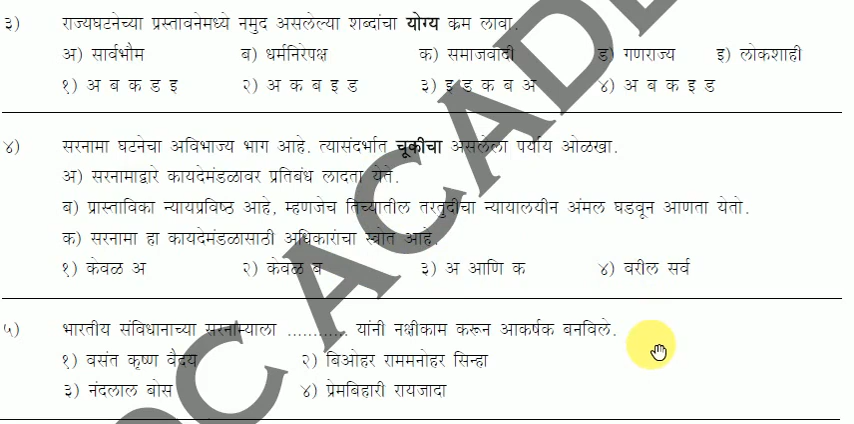 ३) राज्यघटनेच्या प्रस्तावनेमध्ये नमुद असलेल्या शब्दांचा योग्य क्रम लावा.
अ) सार्वभौम ब) धर्मनिरेपक्ष क) समाजवादी ड) गणराज्य इ) लोकशाही
१) अ ब क ड इ २) अ क ब इ ड ३) इ ड क ब अ ४) अ ब क इ ड
४) सरनामा घटनेचा अविभाज्य भाग आहे. त्यासंदर्भात चूकीचा असलेला पर्याय ओळखा.
अ) सरनामाद्वारे कायदेमंडळावर प्रतिबंध लादता येते.
ब) प्रास्ताविका न्यायप्रविष्ठ आहे, म्हणजेच तिच्यातील तरतुदीचा न्यायालयीन अंमल घडवून आणता येतो.
क) सरनामा हा कायदेमंडळासाठी अधिकारांचा स्त्रोत आहे.
१) केवळ अ २) केवळ ब ३) अ आणि क ४) वरील सर्व
५) भारतीय संविधानाच्या सरनाम्याला ............ यांनी नक्षीकाम करून आकर्षक बनविले.
१) वसंत कृष्ण वैदय २) बिओहर राममनोहर सिन्हा
३) नंदलाल बोस ४) प्रेमबिहारी रायजादा